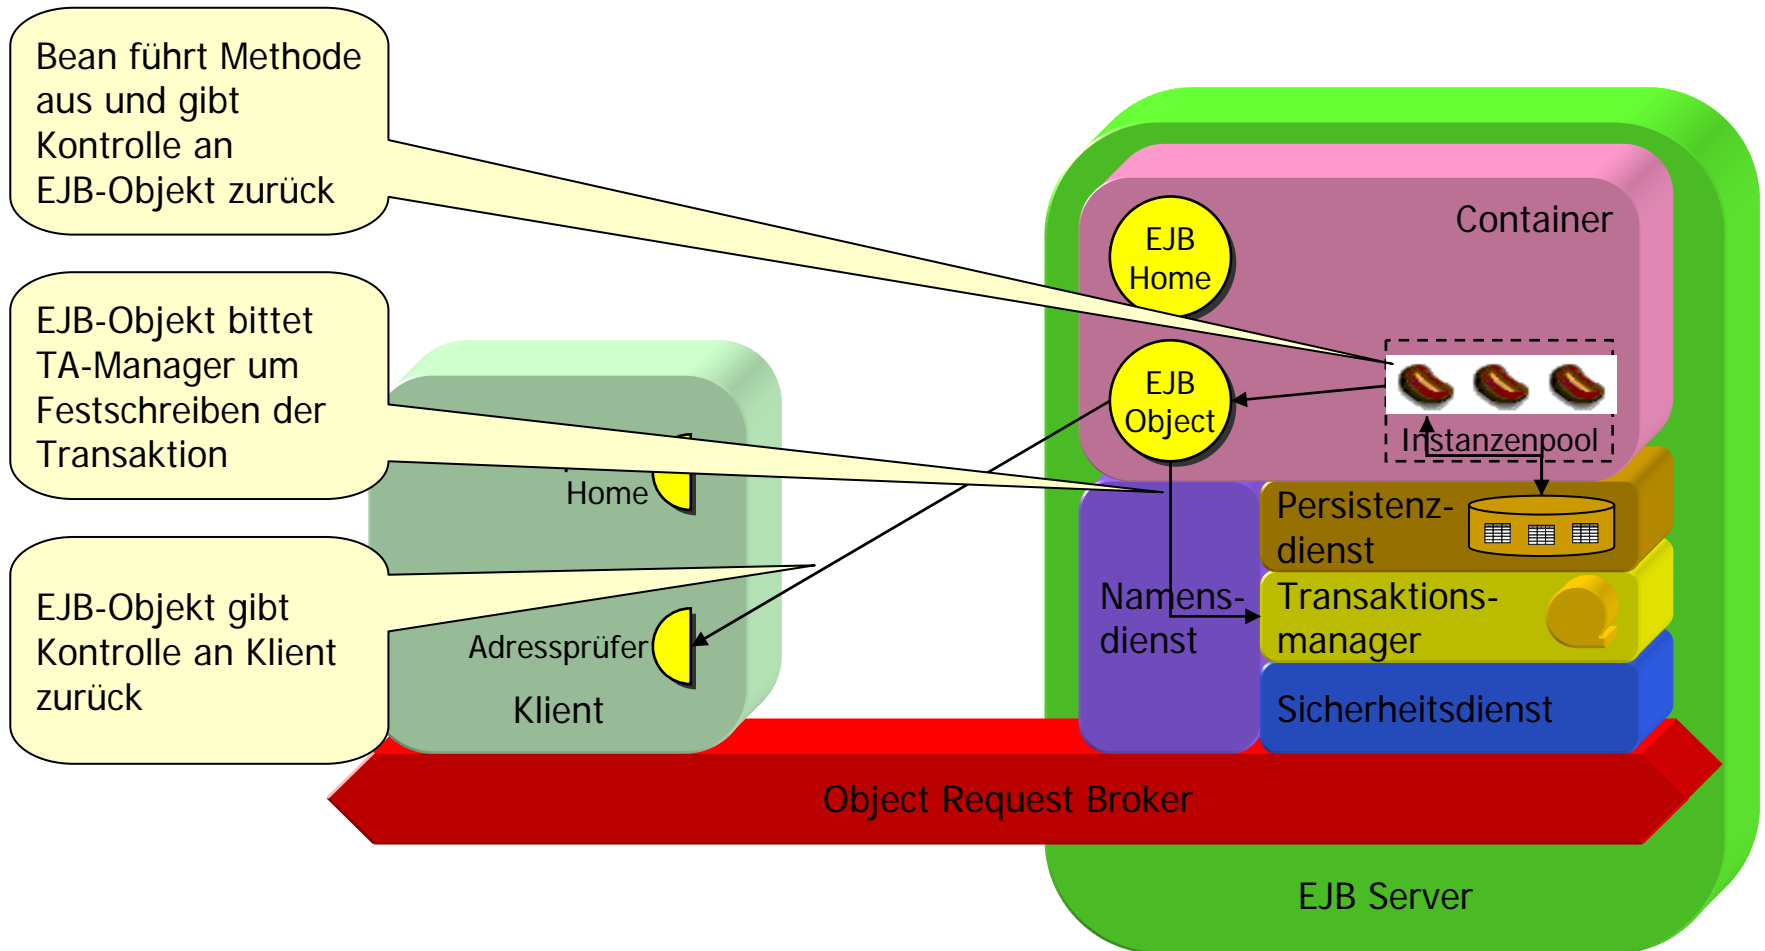 Bean führt Methode
aus und gibt
Kontrolle an
EJB-Objekt zurück
EJB-Objekt bittet
TA-Manager um
Festschreiben der
Transaktion
EJB-Objekt gibt
Kontrolle an Klient
zurück
Home
Adressprüfer
Klient
Container
EJB
Home
EJB
Object
Instanzenpool
Persistenz-
dienst
Namens-
dienst
Transaktions-
manager
Sicherheitsdienst
Object Request Broker
EJB Server